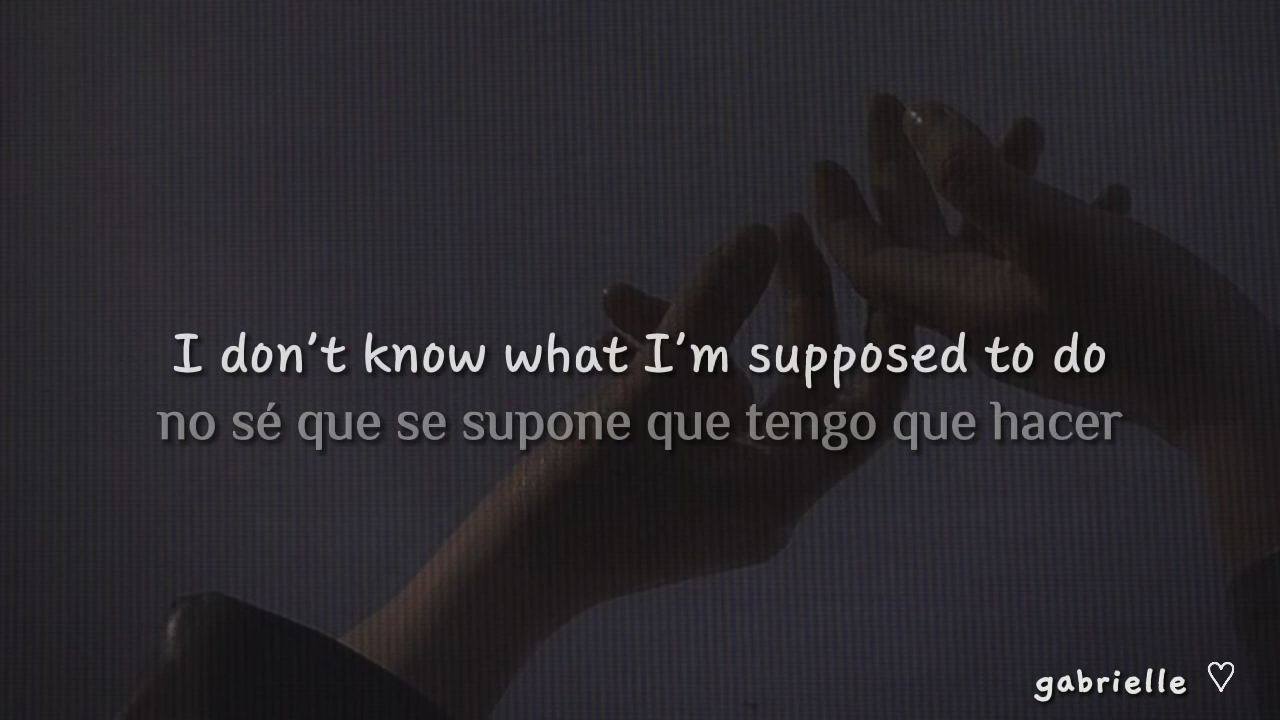 I don't know what I'm supposed to do
no sé que se supone que tengo que hacer
gabrielle ♡